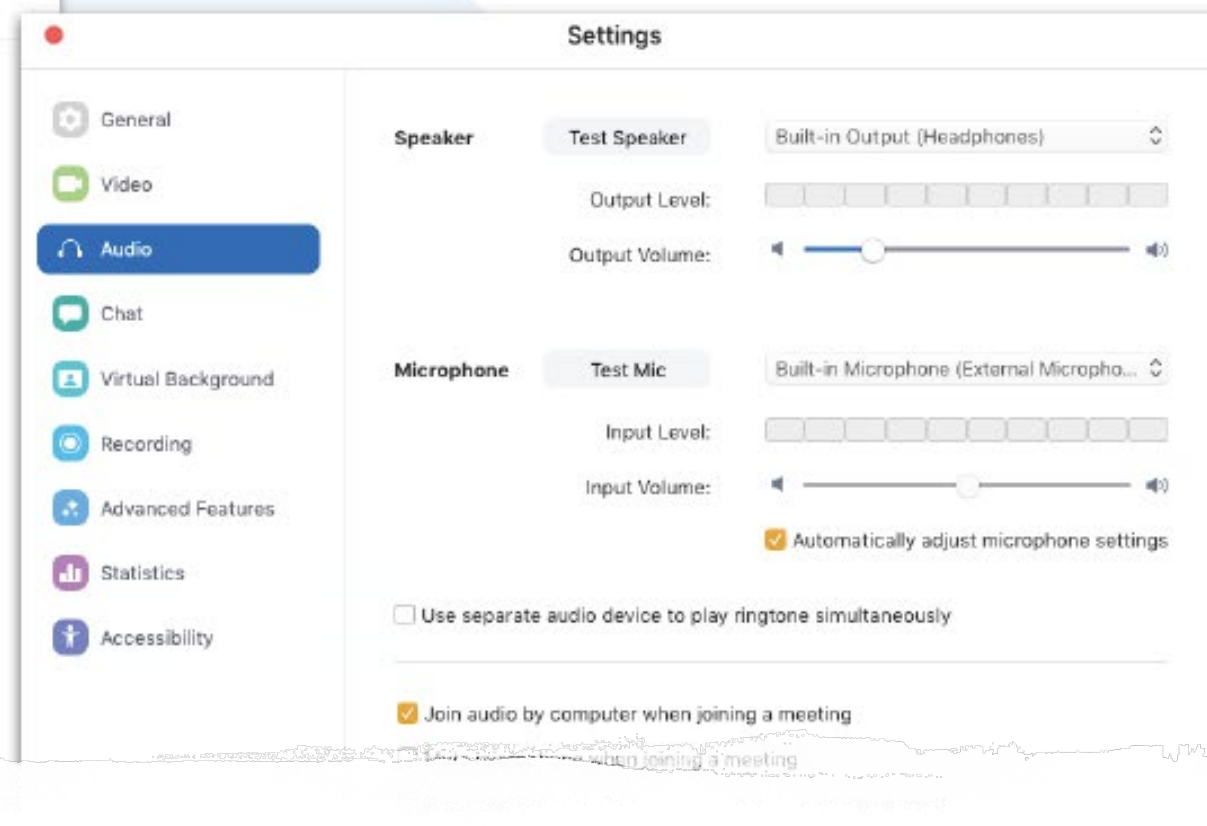 Settings
General
Video
Audio
Chat
Virtual Background
Recording
Advanced Features
Statistics
Accessibility
Speaker Test Speaker Built-in Output (Headphones)
Output Level:
Output Volume:
Microphone Test Mic Built-in Microphone (External Micropho...
Input Level:
Input Volume:
Automatically adjust microphone settings
Use separate audio device to play ringtone simultaneously
Join audio by computer when joining a meeting
when joining a meeting